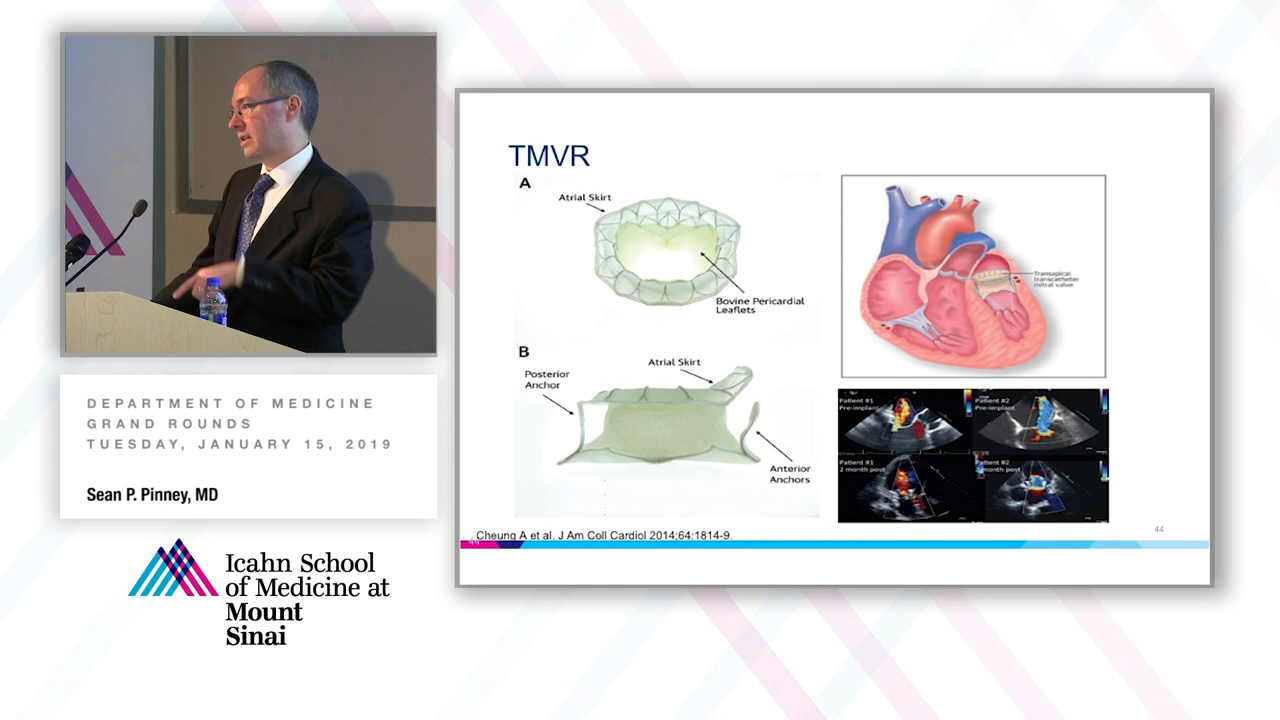 DEPARTMENT OF MEDICINE
GRAND ROUNDS
TUESDAY, JANUARY 15, 2019
Sean P. Pinney, MD
Icahn School
of Medicine at
Mount
Sinai
TMVR
A
Atrial Skirt
Bovine Pericardial
Leaflets
B
Atrial Skirt
Posterior
Anchor
Anterior
Anchors
Transapical
transcatheter
mitral valve
Patient #1
Pre-implant
Patient #2
Pre-implant
Patient #1
2 month post
Patient #2
2 month post
Cheung A et al. J Am Coll Cardiol 2014;64:1814-9.
44
44